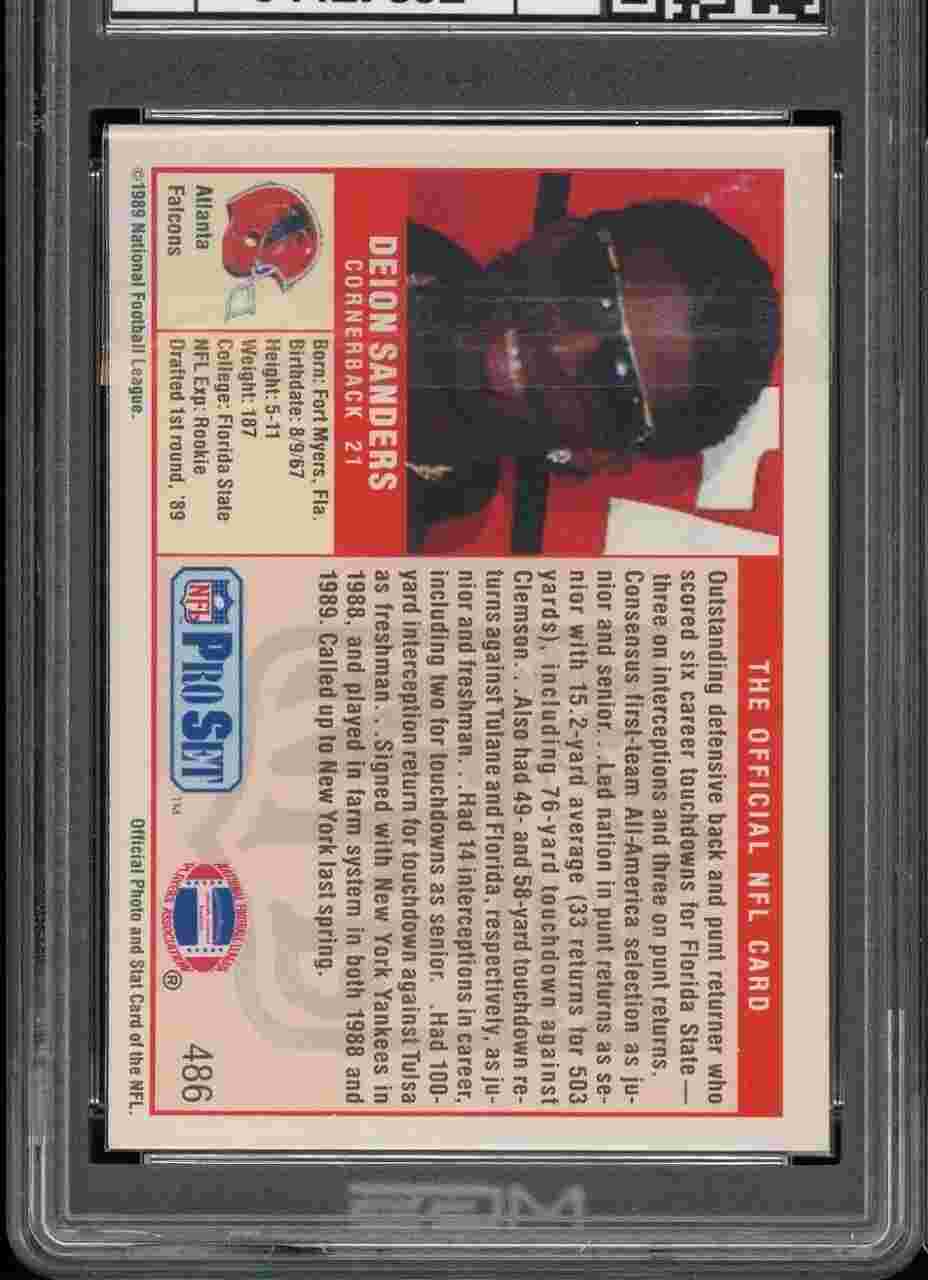 THE OFFICIAL NFL CARD
DEION SANDERS
CORNERBACK 21
Atlanta
Falcons
Born: Fort Myers, Fla.
Birthdate: 8/9/67
Height: 5-11
Weight: 187
College: Florida State
NFL Exp: Rookie
Drafted 1st round, '89
Outstanding defensive back and punt returner who
scored six career touchdowns for Florida State—
three on interceptions and three on punt returns.
Consensus first-team All-America selection as ju-
nior and senior. . .Led nation in punt returns as se-
nior with 15.2-yard average (33 returns for 503
yards), including 76-yard touchdown against
Clemson. . .Also had 49- and 58-yard touchdown re-
turns against Tulane and Florida, respectively, as ju-
nior and freshman. . .Had 14 interceptions in career,
including two for touchdowns as senior. . .Had 100-
yard interception return for touchdown against Tulsa
as freshman. . .Signed with New York Yankees in
1988, and played in farm system in both 1988 and
1989. Called up to New York last spring.
NFL PRO SET TM
NATIONAL FOOTBALL LEAGUE
PLAYERS ASSOCIATION
®
486
©1989 National Football League.
Official Photo and Stat Card of the NFL.